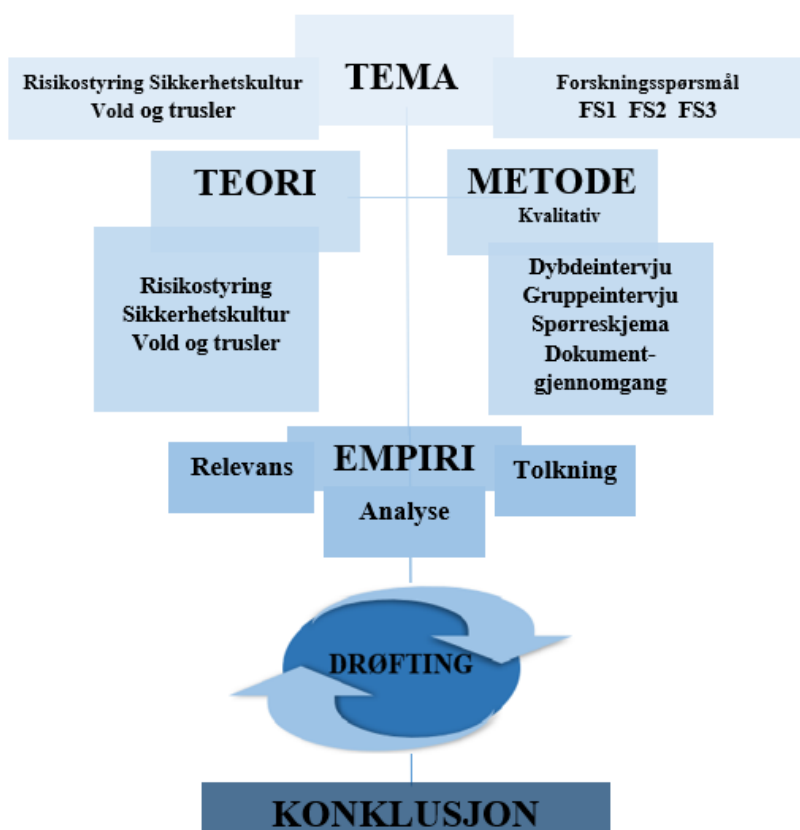 TEMA
Risikostyring Sikkerhetskultur
Vold og trusler
Forskningsspørsmål
FS1 FS2 FS3
TEORI
Risikostyring
Sikkerhetskultur
Vold og trusler
METODE
Kvalitativ
Dybdeintervju
Gruppeintervju
Spørreskjema
Dokument-
gjennomgang
EMPIRI
Relevans
Analyse
Tolkning
DRØFTING
KONKLUSJON